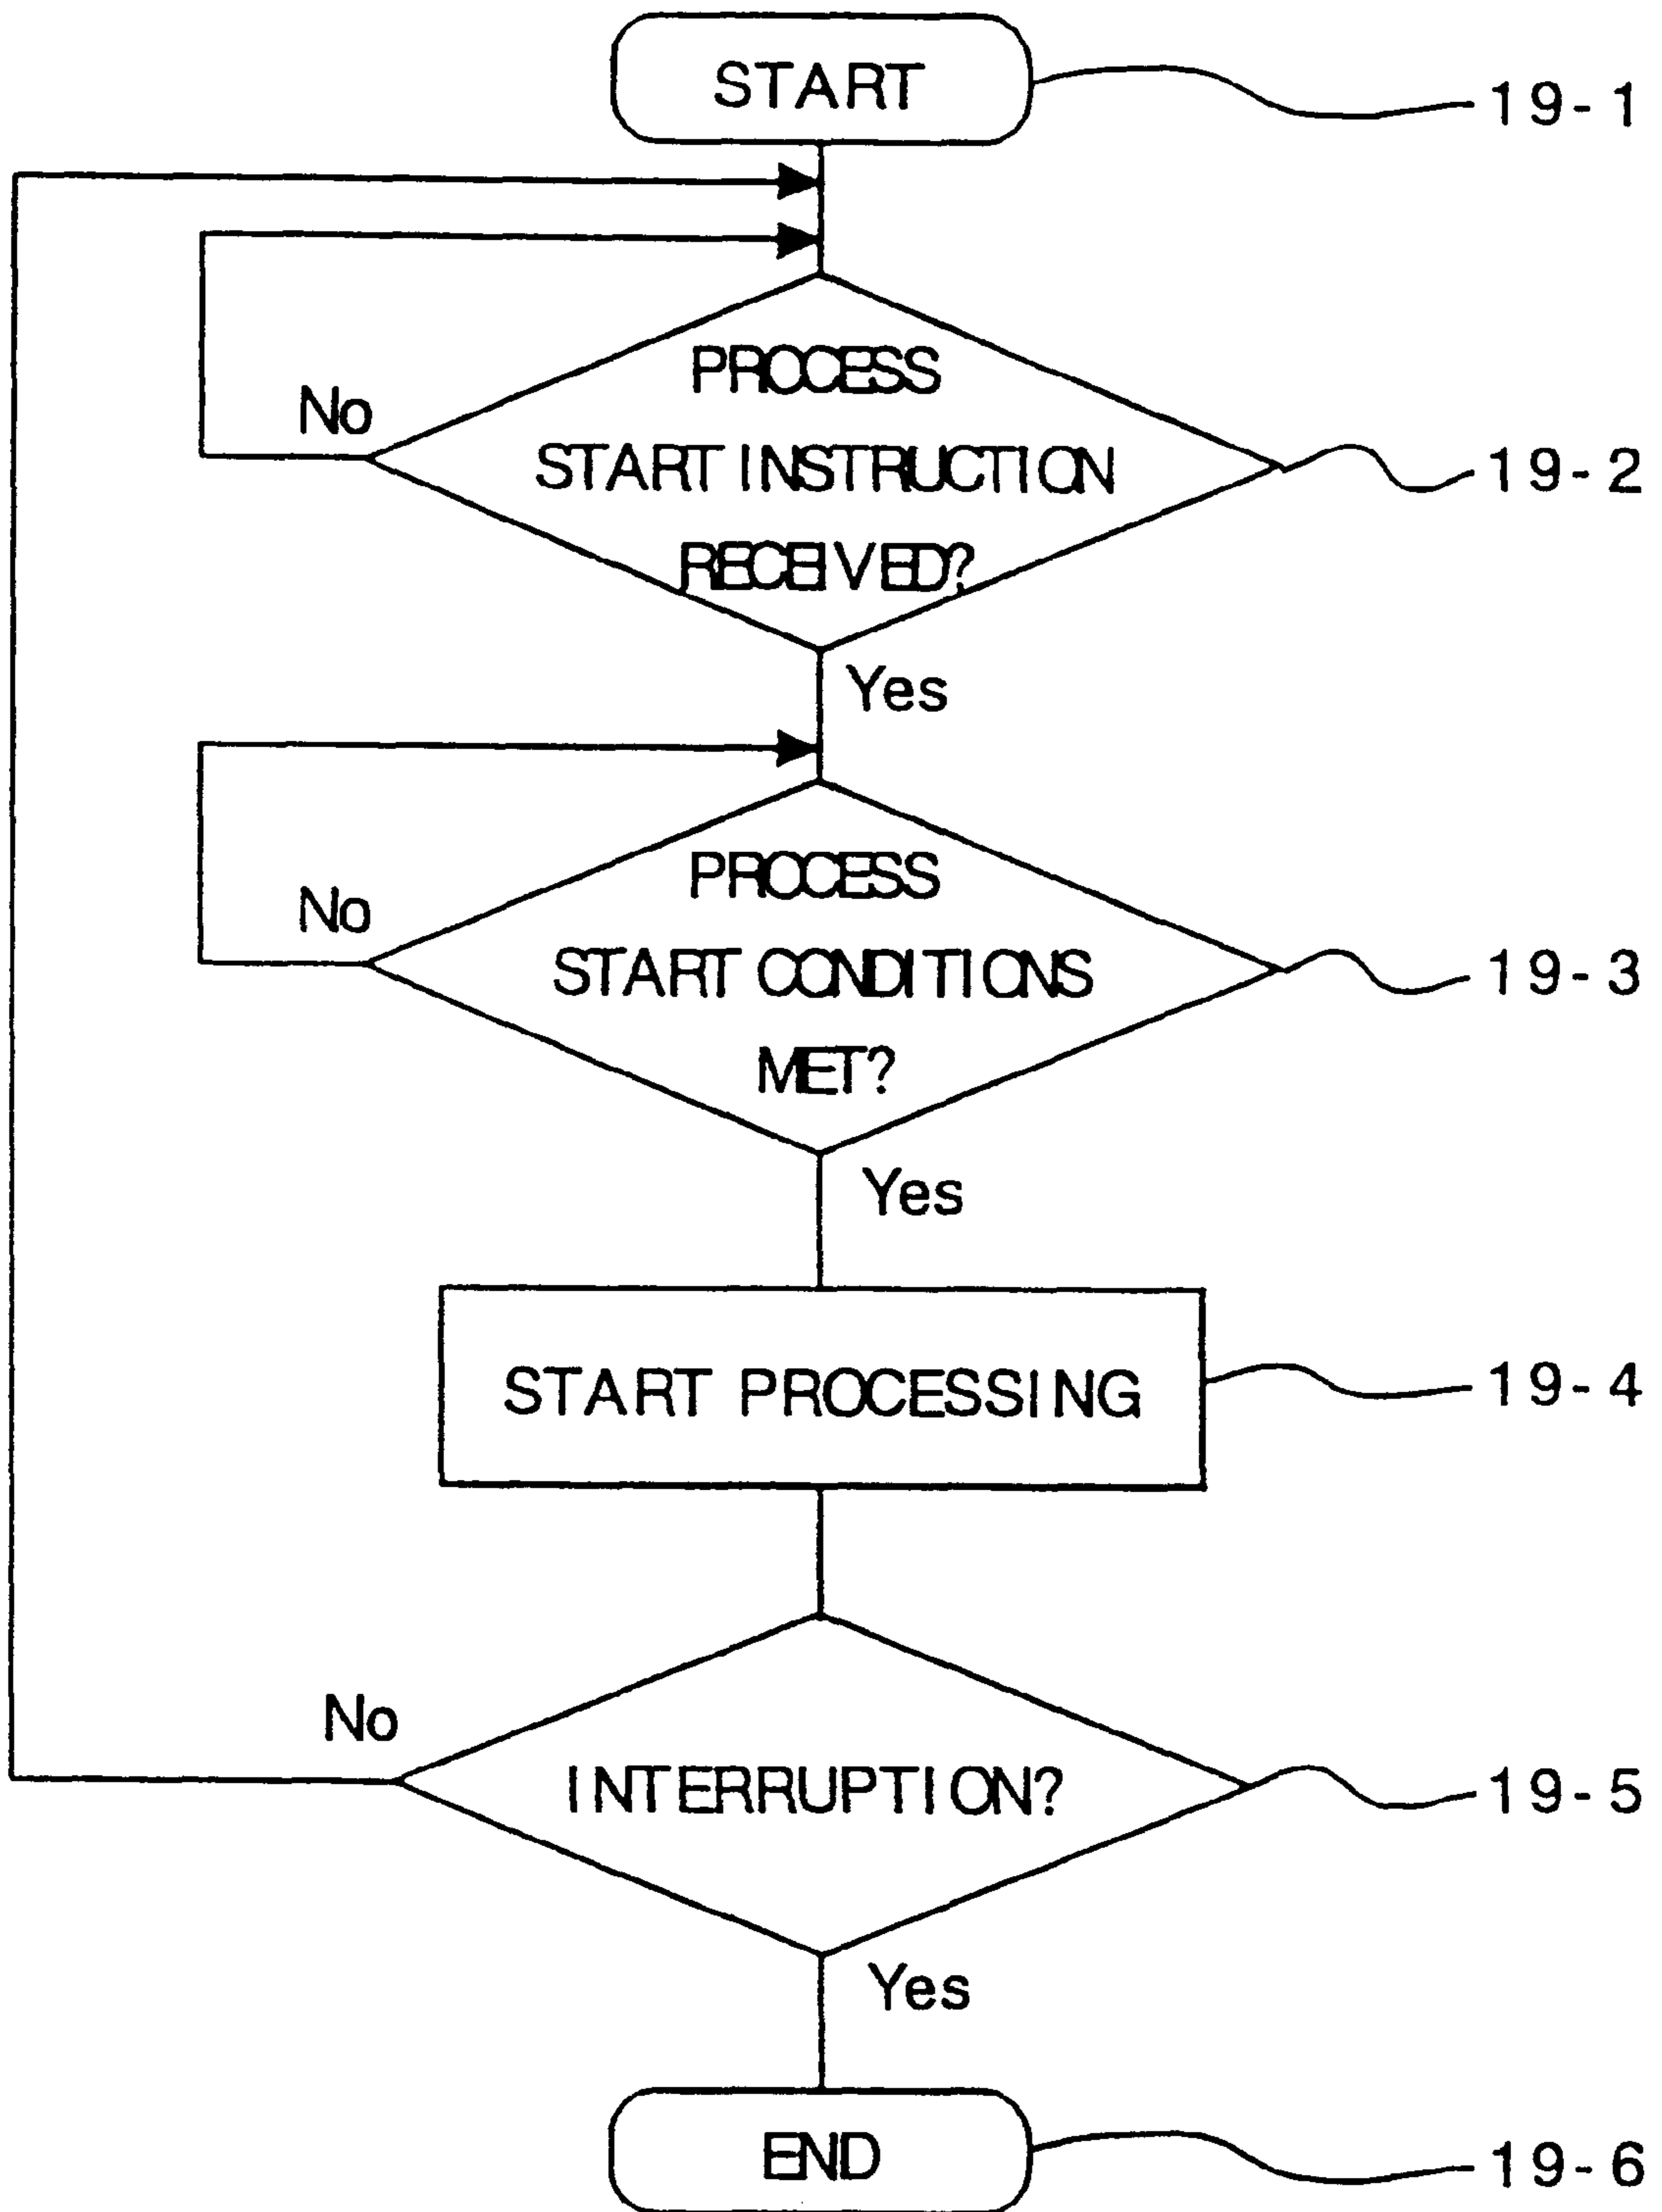 START
19-1
PROCESS
No
START INSTRUCTION
19-2
RECEIVED?
Yes
PROCESS
No
START CONDITIONS
19-3
MET?
Yes
START PROCESSING
19-4
No
INTERRUPTION?
19-5
Yes
END
19-6